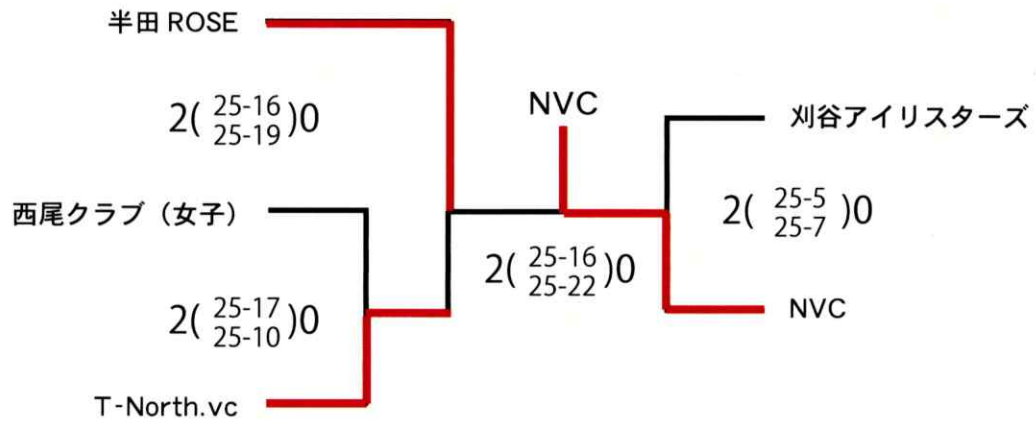 半田 ROSE
2( 25-16 )0
25-19
NVC
刈谷アイリスターズ
西尾クラブ（女子）
2( 25-5 )0
25-7
2( 25-16 )0
25-22
2( 25-17 )0
25-10
NVC
T-North.vc